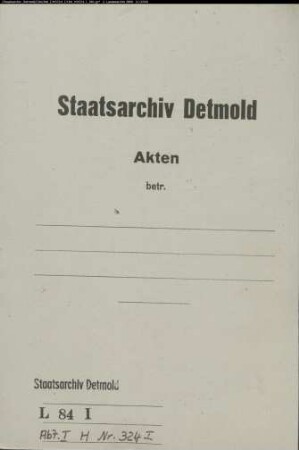 Staatsarchiv Detmold
Akten
betr.
Staatsarchiv Detmold
L 84 I
Abt. I H Nr. 324 I